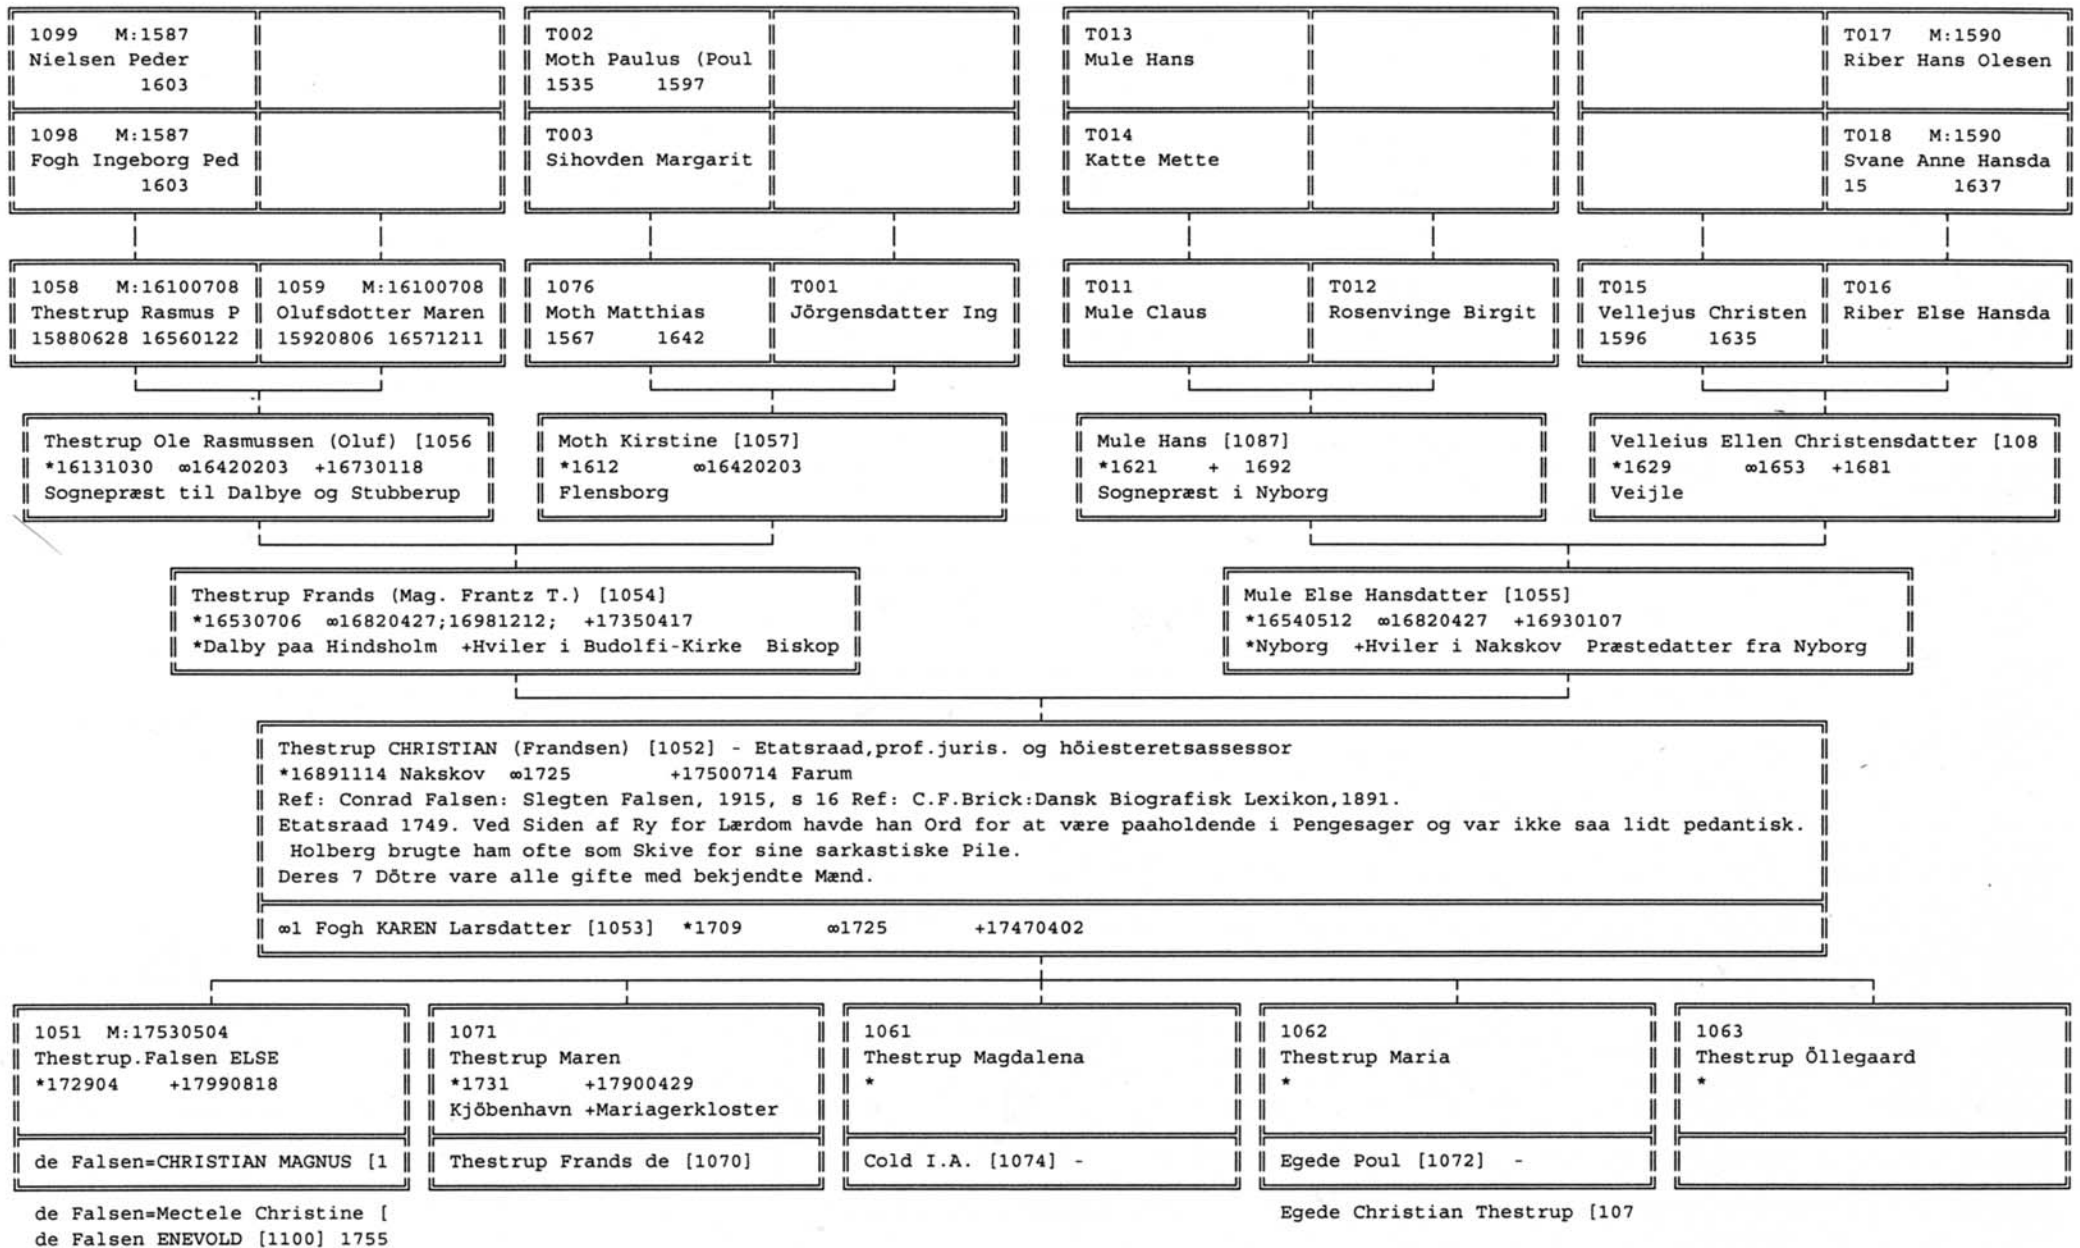 1099 M:1587
Nielsen Peder
1603
T002
Moth Paulus (Poul
1535 1597
T013
Mule Hans
T017 M:1590
Riber Hans Olesen
1098 M:1587
Fogh Ingeborg Ped
1603
T003
Sihovden Margarit
T014
Katte Mette
T018 M:1590
Svane Anne Hansda
15 1637
1058 M:16100708
Thestrup Rasmus P
15880628 16560122
1059 M:16100708
Olufsdotter Maren
15920806 16571211
1076
Moth Matthias
1567 1642
T001
Jörgensdatter Ing
T011
Mule Claus
T012
Rosenvinge Birgit
T015
Vellejus Christen
1596 1635
T016
Riber Else Hansda
Thestrup Ole Rasmussen (Oluf) [1056
*16131030 ∞16420203 +16730118
Sognepræst til Dalbye og Stubberup
Moth Kirstine [1057]
*1612 ∞16420203
Flensborg
Mule Hans [1087]
*1621 + 1692
Sognepræst i Nyborg
Velleius Ellen Christensdatter [108
*1629 ∞1653 +1681
Veijle
Thestrup Frands (Mag. Frantz T.) [1054]
*16530706 ∞16820427;16981212; +17350417
*Dalby paa Hindsholm +Hviler i Budolfi-Kirke Biskop
Mule Else Hansdatter [1055]
*16540512 ∞16820427 +16930107
*Nyborg +Hviler i Nakskov Præstedatter fra Nyborg
Thestrup CHRISTIAN (Frandsen) [1052] - Etatsraad,prof.juris. og höiesteretsassessor
*16891114 Nakskov ∞1725 +17500714 Farum
Ref: Conrad Falsen: Slegten Falsen, 1915, s 16 Ref: C.F.Brick:Dansk Biografisk Lexikon,1891.
Etatsraad 1749. Ved Siden af Ry for Lærdom havde han Ord for at være paaholdende i Pengesager og var ikke saa lidt pedantisk.
Holberg brugte ham ofte som Skive for sine sarkastiske Pile.
Deres 7 Dötre vare alle gifte med bekjendte Mænd.
∞1 Fogh KAREN Larsdatter [1053] *1709 ∞1725 +17470402
1051 M:17530504
Thestrup.Falsen ELSE
*172904 +17990818
de Falsen=CHRISTIAN MAGNUS [1
de Falsen=Mectele Christine [
de Falsen ENEVOLD [1100] 1755
1071
Thestrup Maren
*1731 +17900429
Kjöbenhavn +Mariagerkloster
Thestrup Frands de [1070]
1061
Thestrup Magdalena
*
Cold I.A. [1074] -
1062
Thestrup Maria
*
Egede Poul [1072] -
Egede Christian Thestrup [107
1063
Thestrup Öllegaard
*